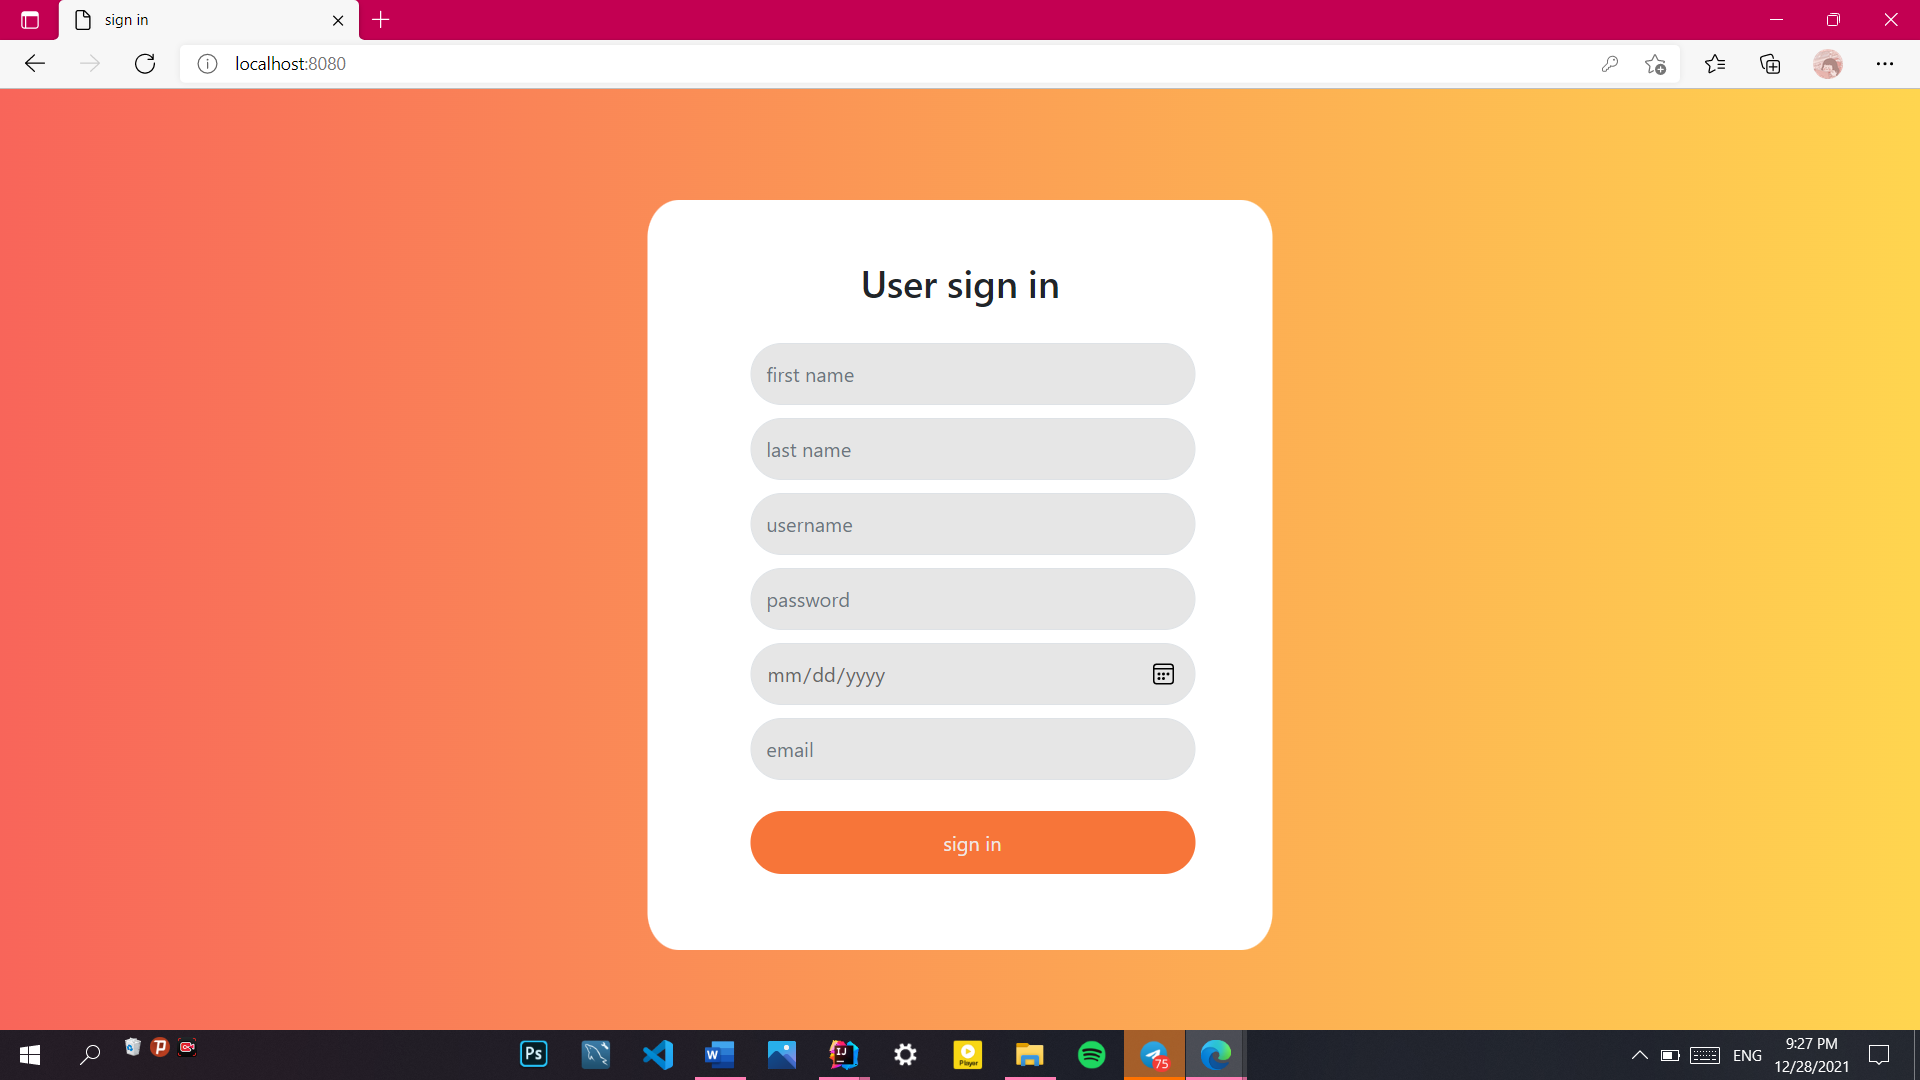 sign in
localhost:8080
User sign in
first name
last name
username
password
mm/dd/yyyy
email
sign in
Ps
W
IJ
Player
75
ENG
9:27 PM
12/28/2021